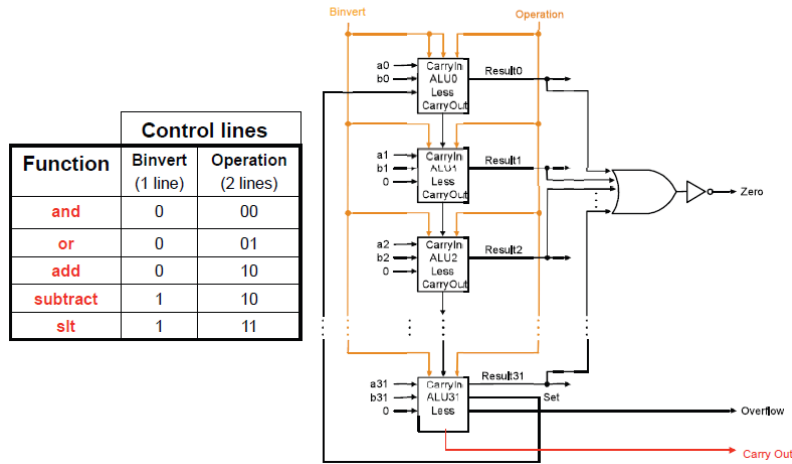 Control lines
Function Binvert (1 line) Operation (2 lines)
and 0 00
or 0 01
add 0 10
subtract 1 10
slt 1 11
Binvert Operation
a0
b0
CarryIn
ALU0
Less
CarryOut
Result0
a1
b1
0
CarryIn
ALU1
Less
CarryOut
Result1
Zero
a2
b2
0
CarryIn
ALU2
Less
CarryOut
Result2
a31
b31
0
CarryIn
ALU31
Less
Result31
Set
Overflow
Carry Out